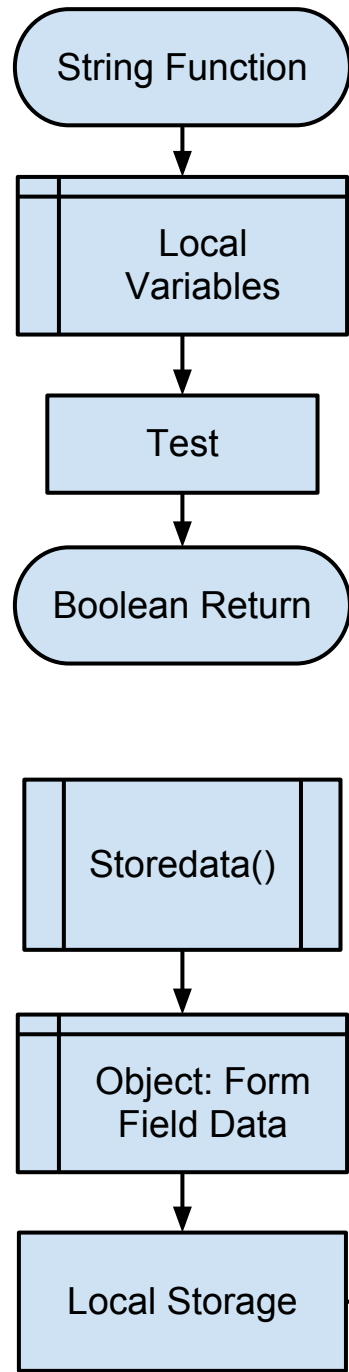 String Function
Local
Variables
Test
Boolean Return
Storedata()
Object: Form
Field Data
Local Storage